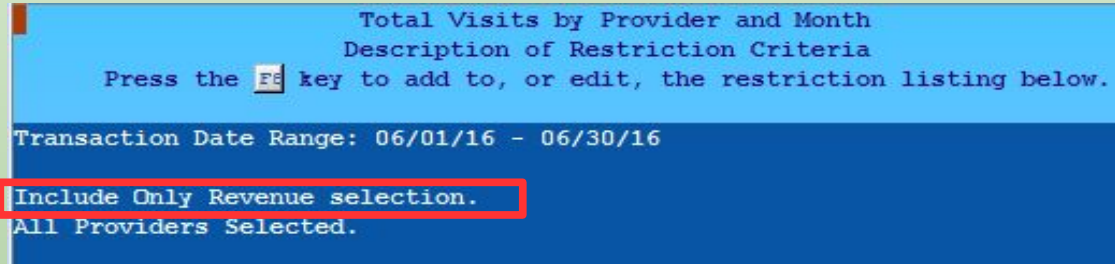 Total Visits by Provider and Month
Description of Restriction Criteria
Press the F8 key to add to, or edit, the restriction listing below.
Transaction Date Range: 06/01/16 - 06/30/16
Include Only Revenue selection.
All Providers Selected.